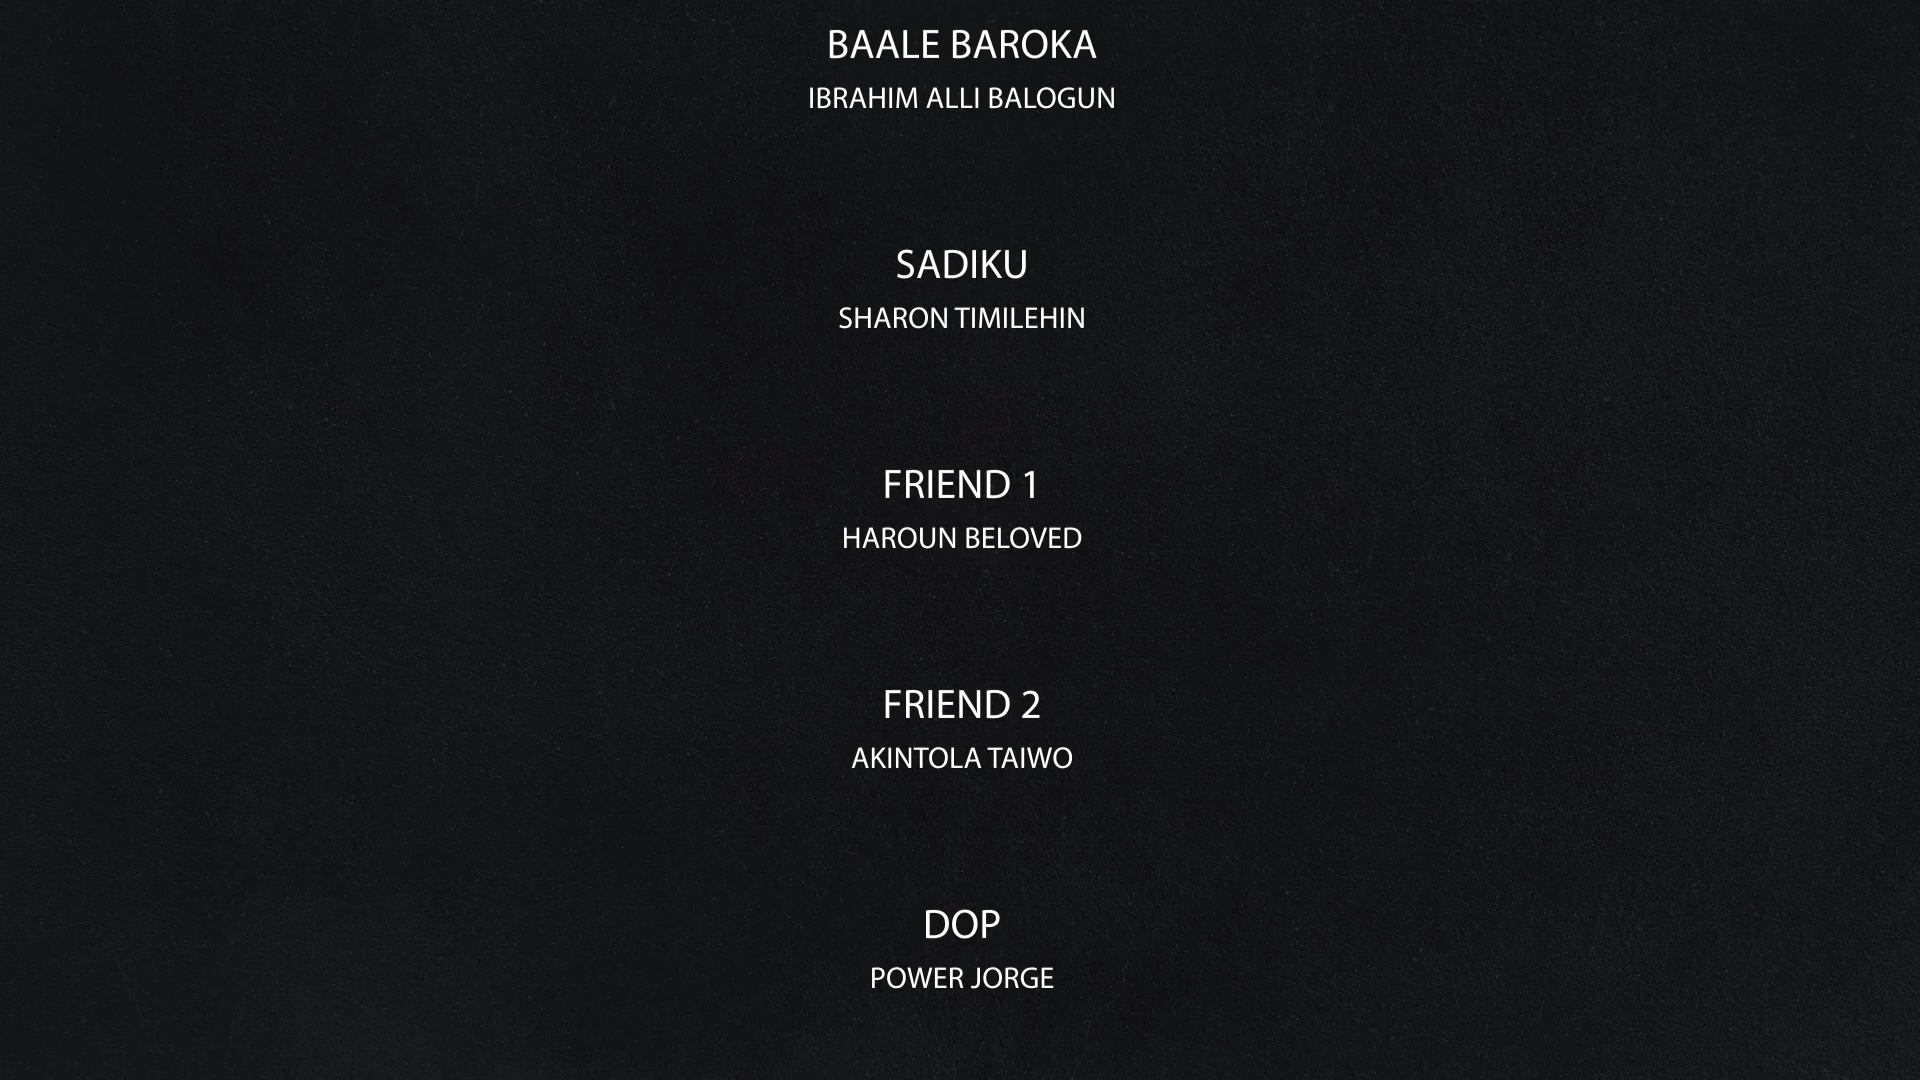 BAALE BAROKA
IBRAHIM ALLI BALOGUN
SADIKU
SHARON TIMILEHIN
FRIEND 1
HAROUN BELOVED
FRIEND 2
AKINTOLA TAIWO
DOP
POWER JORGE